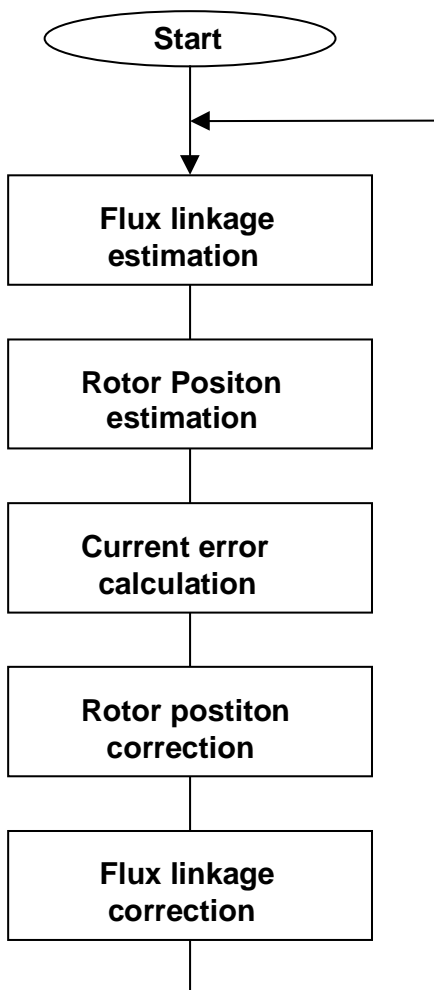 Start
Flux linkage
estimation
Rotor Positon
estimation
Current error
calculation
Rotor postiton
correction
Flux linkage
correction